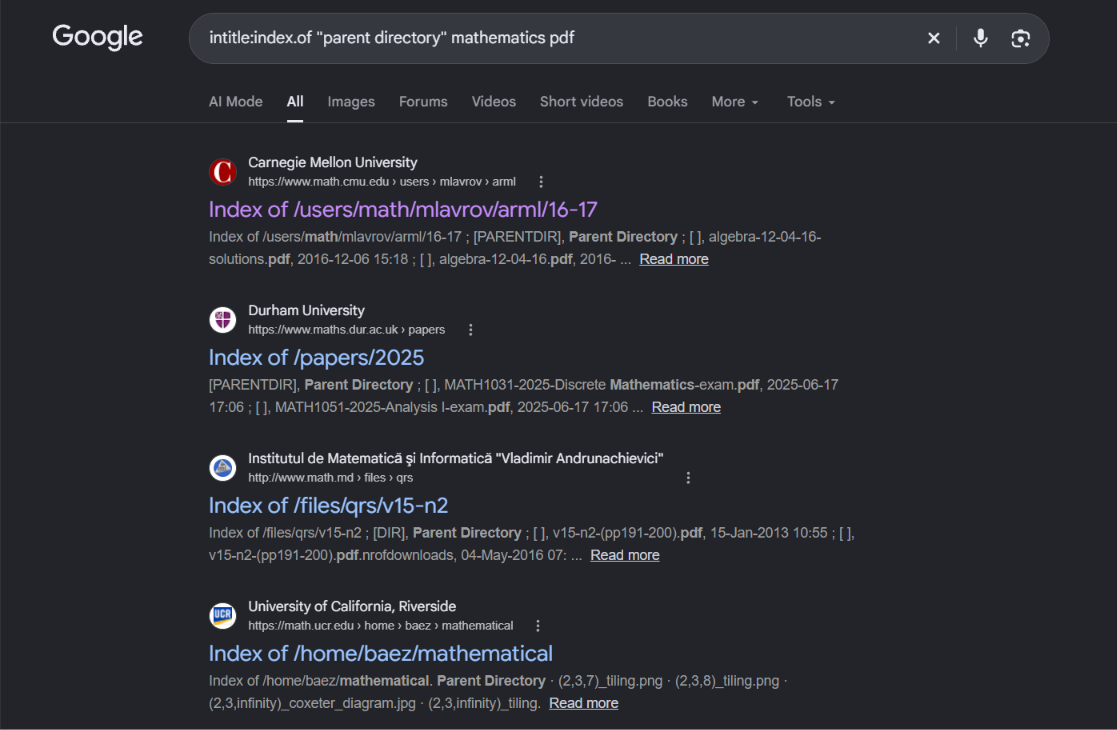 Google
intitle:index.of "parent directory" mathematics pdf
AI Mode All Images Forums Videos Short videos Books More Tools
C
Carnegie Mellon University
https://www.math.cmu.edu › users › mlavrov › arml
Index of /users/math/mlavrov/arml/16-17
Index of /users/math/mlavrov/arml/16-17 ; [PARENTDIR], Parent Directory ; [ ], algebra-12-04-16-
solutions.pdf, 2016-12-06 15:18 ; [ ], algebra-12-04-16.pdf, 2016- ... Read more
Durham University
https://www.maths.dur.ac.uk › papers
Index of /papers/2025
[PARENTDIR], Parent Directory ; [ ], MATH1031-2025-Discrete Mathematics-exam.pdf, 2025-06-17
17:06 ; [ ], MATH1051-2025-Analysis I-exam.pdf, 2025-06-17 17:06 ... Read more
Institutul de Matematică şi Informatică "Vladimir Andrunachievici"
http://www.math.md › files › qrs
Index of /files/qrs/v15-n2
Index of /files/qrs/v15-n2 ; [DIR], Parent Directory ; [ ], v15-n2-(pp191-200).pdf, 15-Jan-2013 10:55 ; [ ],
v15-n2-(pp191-200).pdf.nrofdownloads, 04-May-2016 07: ... Read more
UCR
University of California, Riverside
https://math.ucr.edu › home › baez › mathematical
Index of /home/baez/mathematical
Index of /home/baez/mathematical. Parent Directory · (2,3,7)_tiling.png · (2,3,8)_tiling.png ·
(2,3,infinity)_coxeter_diagram.jpg · (2,3,infinity)_tiling. Read more